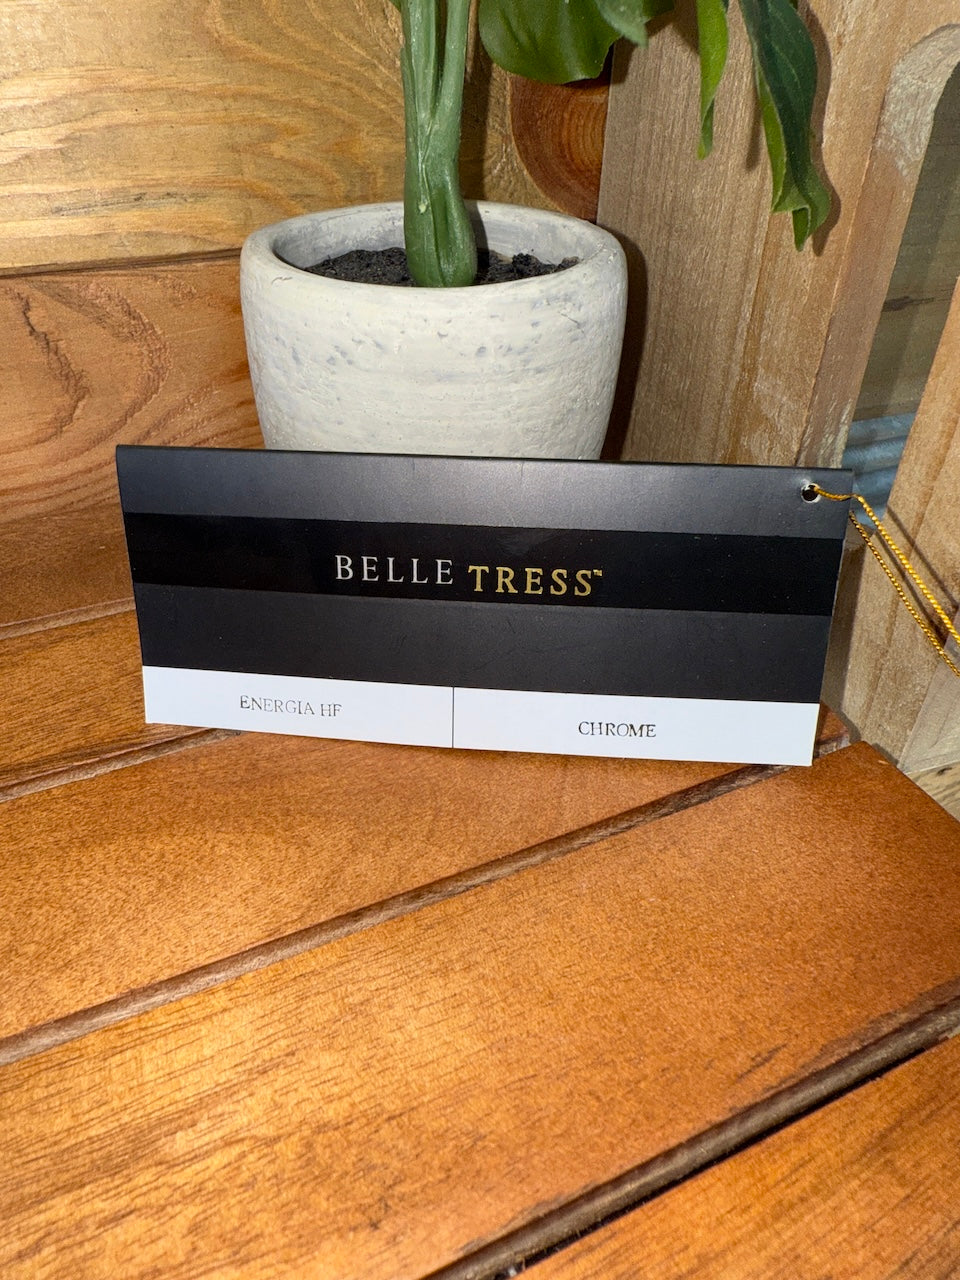 BELLE TRESS™
ENERGIA HF
CHROME